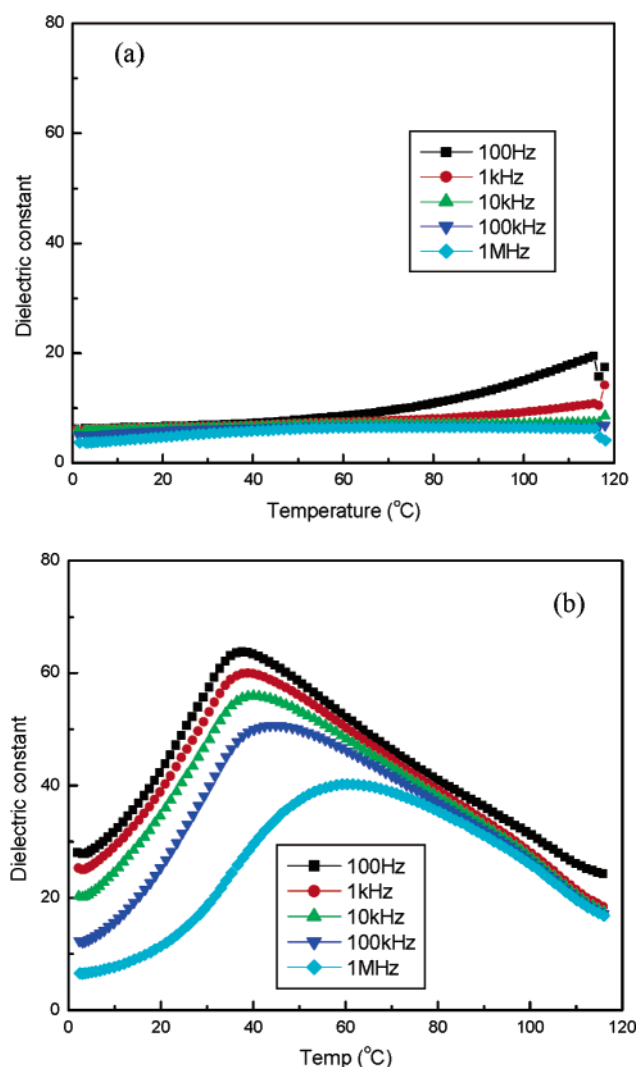 (a)
80
60
40
20
0
Dielectric constant
100Hz
1kHz
10kHz
100kHz
1MHz
0 20 40 60 80 100 120
Temperature (°C)
(b)
80
60
40
20
0
Dielectric constant
100Hz
1kHz
10kHz
100kHz
1MHz
0 20 40 60 80 100 120
Temp (°C)